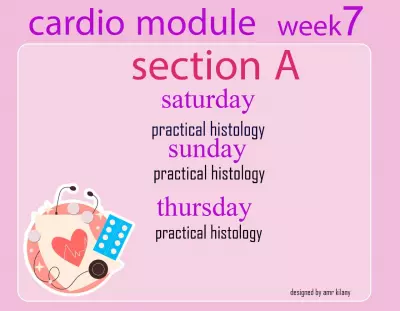 cardio module week7
section A
saturday
practical histology
sunday
practical histology
thursday
practical histology
designed by amr kilany